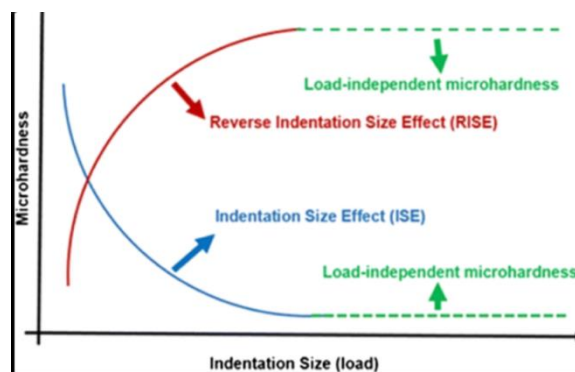 Load-independent microhardness
Reverse Indentation Size Effect (RISE)
Microhardness
Indentation Size Effect (ISE)
Load-independent microhardness
Indentation Size (load)